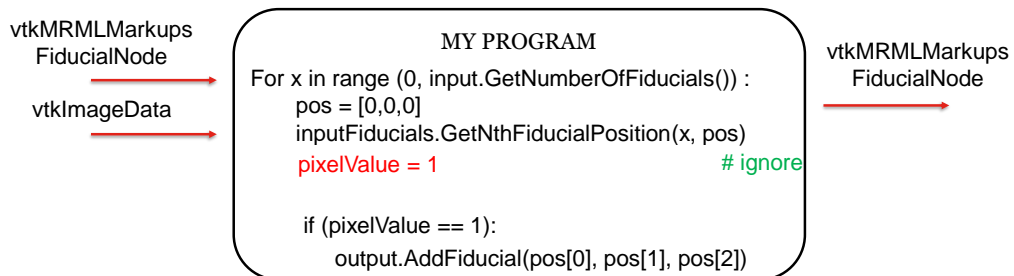 vtkMRMLMarkups
FiducialNode
vtkImageData
MY PROGRAM
For x in range (0, input.GetNumberOfFiducials()) :
pos = [0,0,0]
inputFiducials.GetNthFiducialPosition(x, pos)
pixelValue = 1 # ignore
if (pixelValue == 1):
output.AddFiducial(pos[0], pos[1], pos[2])
vtkMRMLMarkups
FiducialNode